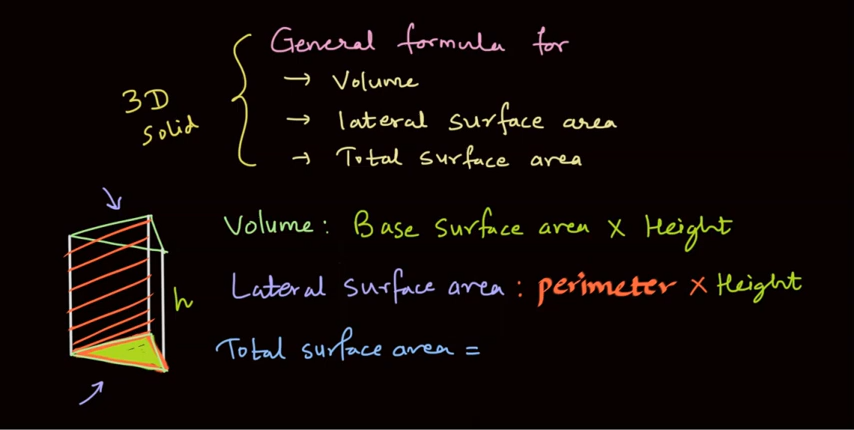 General formula for
→ Volume
3D
solid
→ lateral surface area
→ Total surface area
Volume: Base surface area × Height
h
Lateral surface area: perimeter × Height
Total surface area =